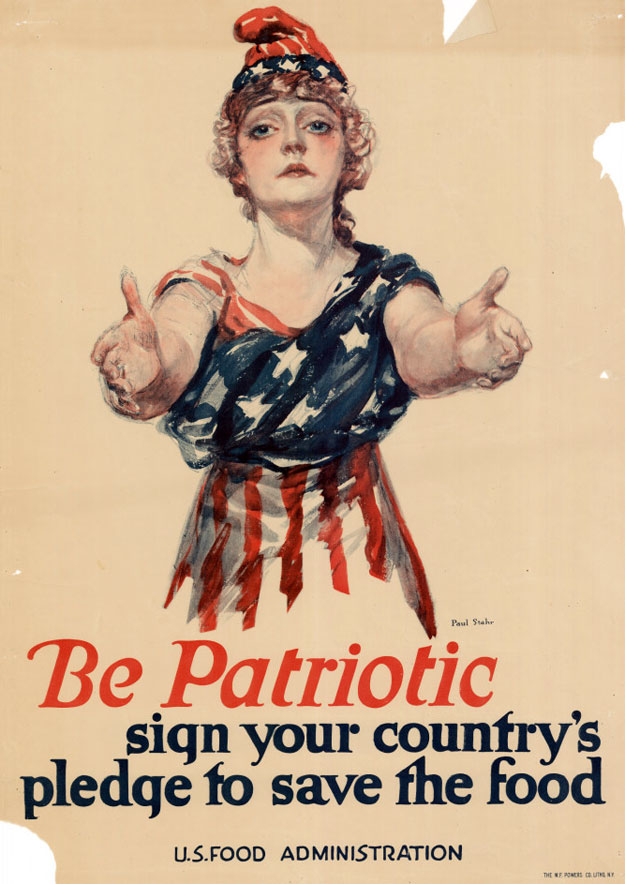 Paul Stahr
Be Patriotic
sign your country's
pledge to save the food
U.S. FOOD ADMINISTRATION
THE W.F. POWERS CO. LITHO. N.Y.